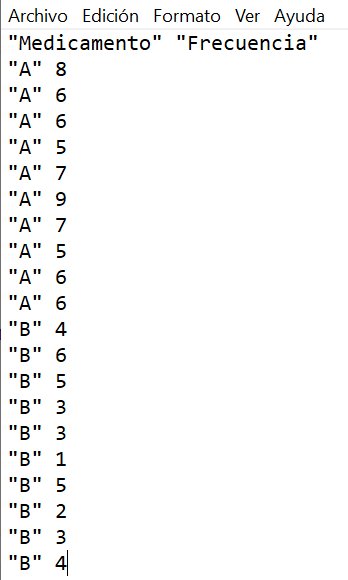 Archivo Edición Formato Ver Ayuda
"Medicamento" "Frecuencia"
"A" 8
"A" 6
"A" 6
"A" 5
"A" 7
"A" 9
"A" 7
"A" 5
"A" 6
"A" 6
"B" 4
"B" 6
"B" 5
"B" 3
"B" 3
"B" 1
"B" 5
"B" 2
"B" 3
"B" 4